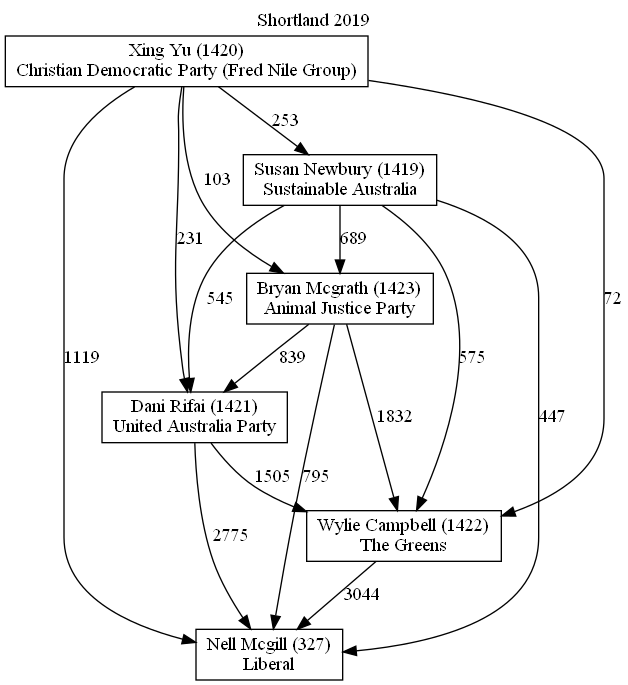 Shortland 2019
Xing Yu (1420)
Christian Democratic Party (Fred Nile Group)
253
Susan Newbury (1419)
Sustainable Australia
103
231
689
545
Bryan Mcgrath (1423)
Animal Justice Party
72
1119
839
575
Dani Rifai (1421)
United Australia Party
1832
447
1505
795
Wylie Campbell (1422)
The Greens
2775
3044
Nell Mcgill (327)
Liberal